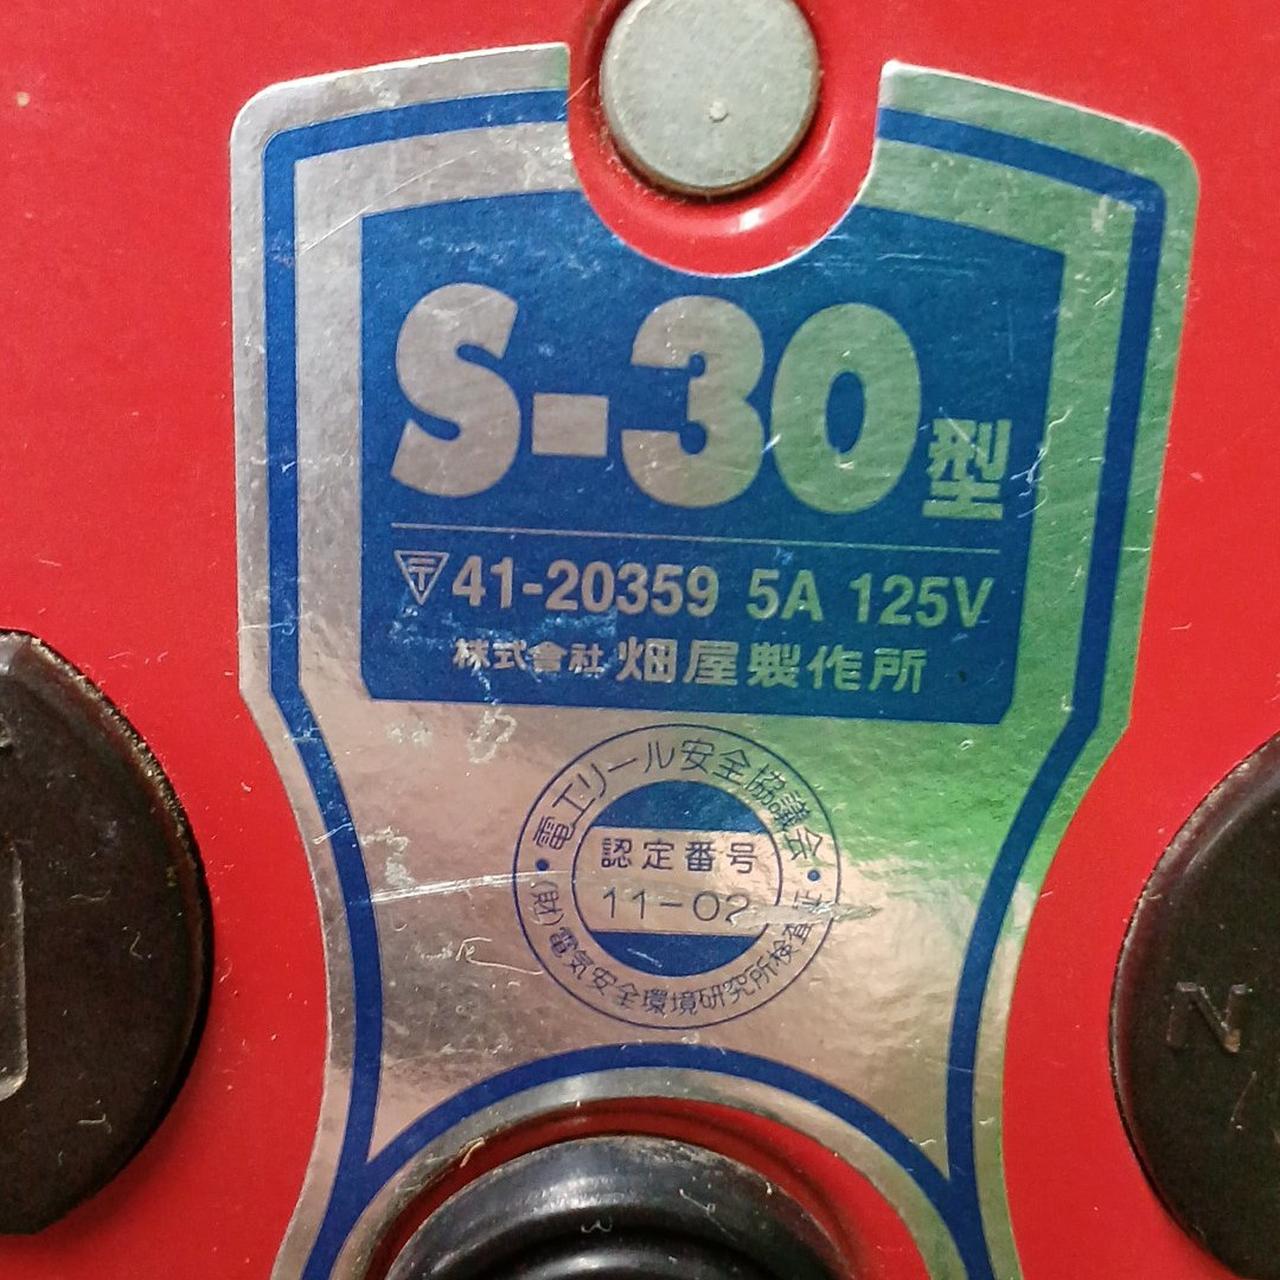 S-30型
〒41-20359 5A 125V
株式會社 畑屋製作所
電工リール安全協議会
認定番号
11-02
(財)電気安全環境研究所検査
N